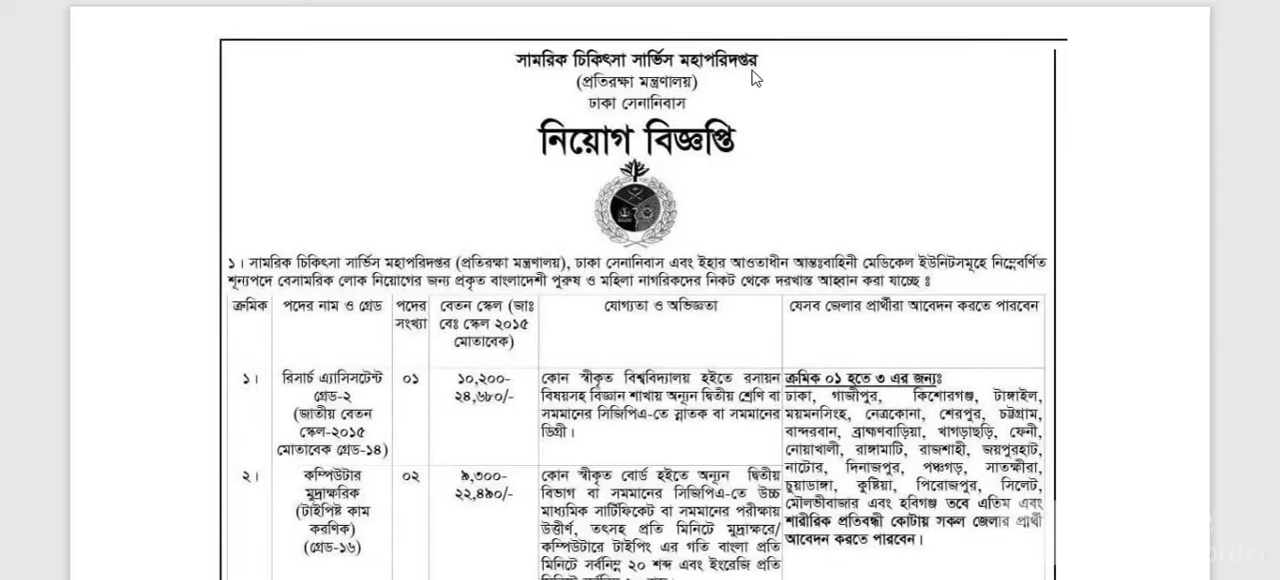 সামরিক চিকিৎসা সার্ভিস মহাপরিদপ্তর
(প্রতিরক্ষা মন্ত্রণালয়)
ঢাকা সেনানিবাস
নিয়োগ বিজ্ঞপ্তি
১। সামরিক চিকিৎসা সার্ভিস মহাপরিদপ্তর (প্রতিরক্ষা মন্ত্রণালয়), ঢাকা সেনানিবাস এবং ইহার আওতাধীন আন্তঃবাহিনী মেডিকেল ইউনিটসমূহে নিম্নেবর্ণিত
শূন্যপদে বেসামরিক লোক নিয়োগের জন্য প্রকৃত বাংলাদেশী পুরুষ ও মহিলা নাগরিকদের নিকট থেকে দরখাস্ত আহ্বান করা যাচ্ছে ঃ
ক্রমিক
পদের নাম ও গ্রেড
পদের
সংখ্যা
বেতন স্কেল (জাঃ
বেঃ স্কেল ২০১৫
মোতাবেক)
যোগ্যতা ও অভিজ্ঞতা
যেসব জেলার প্রার্থীরা আবেদন করতে পারবেন
১।
রিসার্চ এ্যাসিসটেন্ট
গ্রেড-২
(জাতীয় বেতন
স্কেল-২০১৫
মোতাবেক গ্রেড-১৪)
০১
১০,২০০-
২৪,৬৮০/-
কোন স্বীকৃত বিশ্ববিদ্যালয় হইতে রসায়ন
বিষয়সহ বিজ্ঞান শাখায় অন্যূন দ্বিতীয় শ্রেণি বা
সমমানের সিজিপিএ-তে স্নাতক বা সমমানের
ডিগ্রী।
ক্রমিক ০১ হতে ৩ এর জন্যঃ
ঢাকা, গাজীপুর, কিশোরগঞ্জ, টাঙ্গাইল,
ময়মনসিংহ, নেত্রকোনা, শেরপুর, চট্টগ্রাম,
বান্দরবান, ব্রাহ্মণবাড়িয়া, খাগড়াছড়ি, ফেনী,
নোয়াখালী, রাঙ্গামাটি, রাজশাহী, জয়পুরহাট,
নাটোর, দিনাজপুর, পঞ্চগড়, সাতক্ষীরা,
চুয়াডাঙ্গা, কুষ্টিয়া, পিরোজপুর, সিলেট,
মৌলভীবাজার এবং হবিগঞ্জ তবে এতিম এবং
শারীরিক প্রতিবন্ধী কোটায় সকল জেলার প্রার্থী
আবেদন করতে পারবেন।
২।
কম্পিউটার
মুদ্রাক্ষরিক
(টাইপিষ্ট কাম
করণিক)
(গ্রেড-১৬)
০২
৯,৩০০-
২২,৪৯০/-
কোন স্বীকৃত বোর্ড হইতে অন্যূন দ্বিতীয়
বিভাগ বা সমমানের সিজিপিএ-তে উচ্চ
মাধ্যমিক সার্টিফিকেট বা সমমানের পরীক্ষায়
উত্তীর্ণ, তৎসহ প্রতি মিনিটে মুদ্রাক্ষরে/
কম্পিউটারে টাইপিং এর গতি বাংলা প্রতি
মিনিটে সর্বনিম্ন ২০ শব্দ এবং ইংরেজি প্রতি